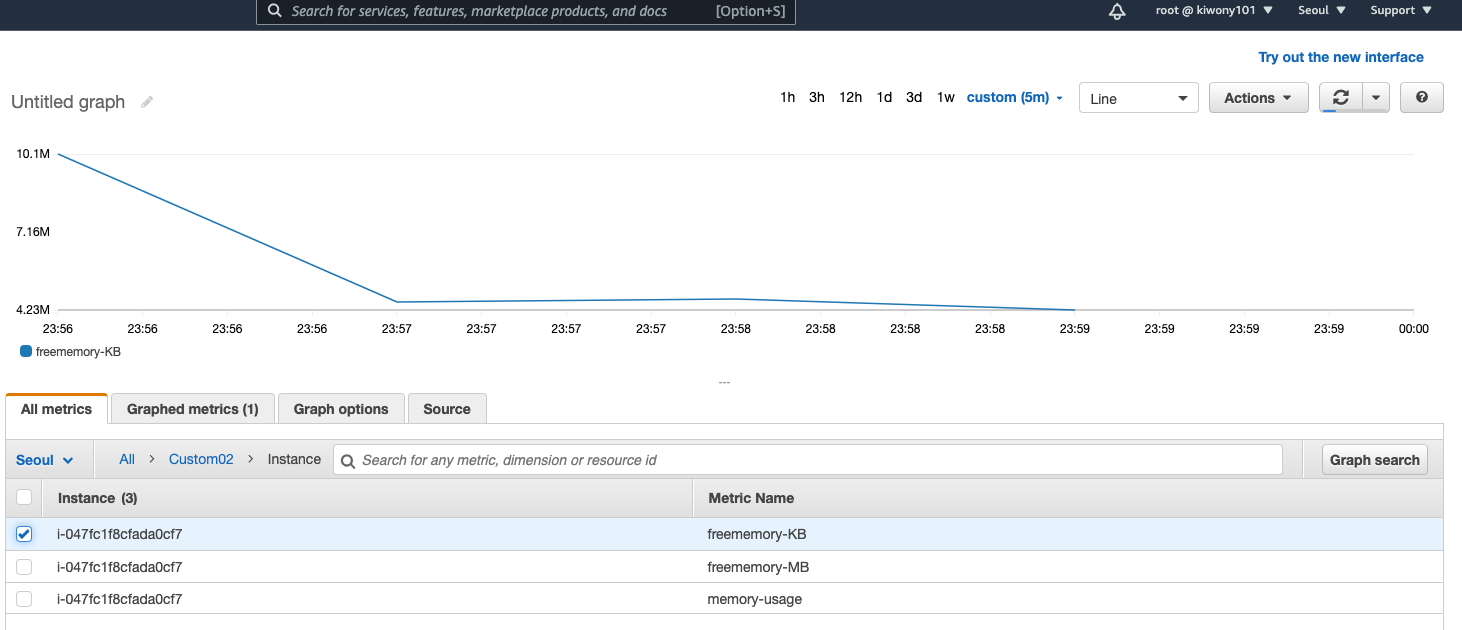 Search for services, features, marketplace products, and docs [Option+S] root @ kiwony101 Seoul Support
Try out the new interface
Untitled graph 1h 3h 12h 1d 3d 1w custom (5m) Line Actions
10.1M
7.16M
4.23M
23:56 23:56 23:56 23:56 23:57 23:57 23:57 23:57 23:58 23:58 23:58 23:58 23:59 23:59 23:59 23:59 00:00
freememory-KB
All metrics Graphed metrics (1) Graph options Source
Seoul All > Custom02 > Instance Search for any metric, dimension or resource id Graph search
Instance (3) Metric Name
i-047fc1f8cfada0cf7 freememory-KB
i-047fc1f8cfada0cf7 freememory-MB
i-047fc1f8cfada0cf7 memory-usage